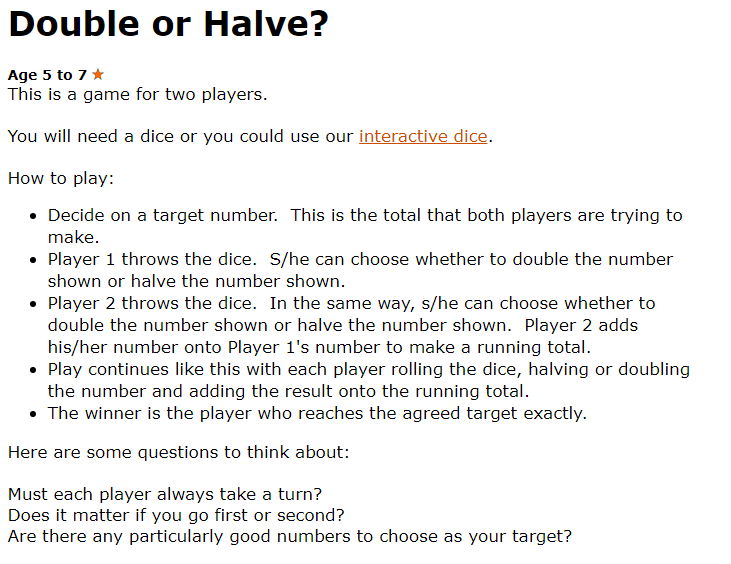 Double or Halve?
Age 5 to 7 ★
This is a game for two players.
You will need a dice or you could use our interactive dice.
How to play:
• Decide on a target number.  This is the total that both players are trying to
make.
• Player 1 throws the dice.  S/he can choose whether to double the number
shown or halve the number shown.
• Player 2 throws the dice.  In the same way, s/he can choose whether to
double the number shown or halve the number shown.  Player 2 adds
his/her number onto Player 1's number to make a running total.
• Play continues like this with each player rolling the dice, halving or doubling
the number and adding the result onto the running total.
• The winner is the player who reaches the agreed target exactly.
Here are some questions to think about:
Must each player always take a turn?
Does it matter if you go first or second?
Are there any particularly good numbers to choose as your target?